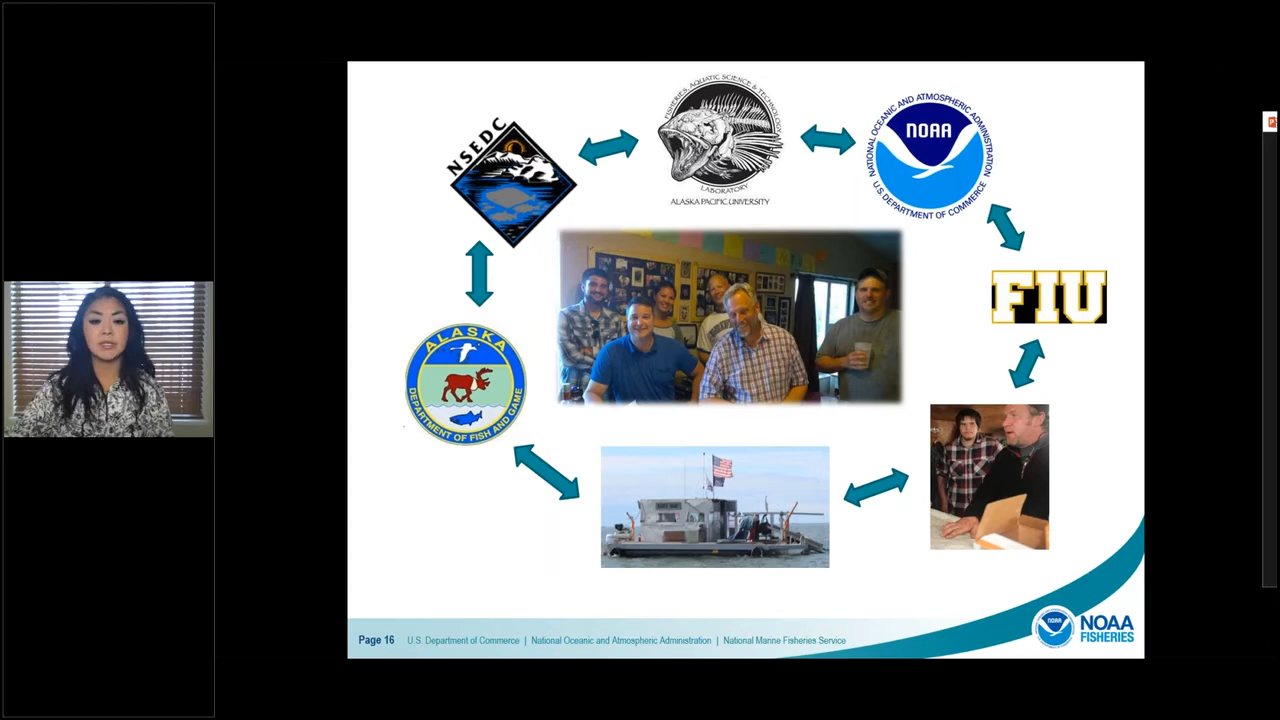 NSEDC
FISHERIES, AQUATIC SCIENCE & TECHNOLOGY
LABORATORY
ALASKA PACIFIC UNIVERSITY
NATIONAL OCEANIC AND ATMOSPHERIC ADMINISTRATION
NOAA
U.S. DEPARTMENT OF COMMERCE
FIU
ALASKA
DEPARTMENT OF FISH AND GAME
Page 16 U.S. Department of Commerce | National Oceanic and Atmospheric Administration | National Marine Fisheries Service
NOAA
NOAA
FISHERIES